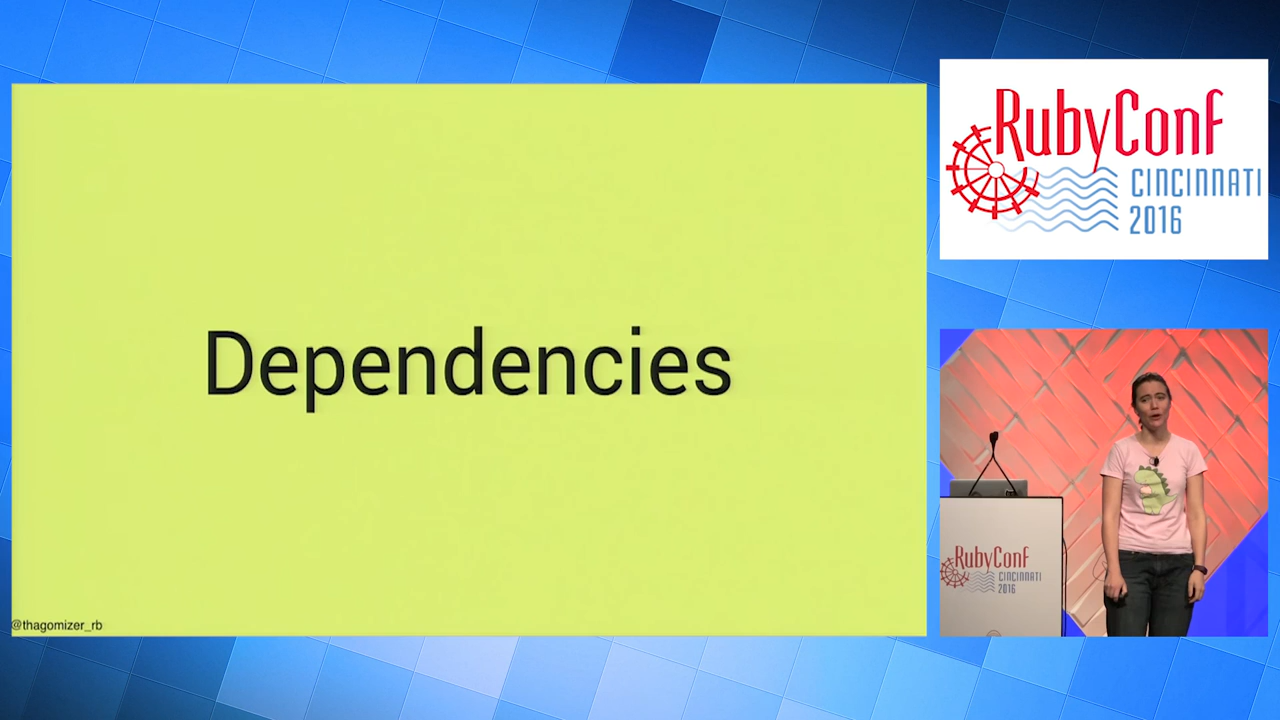 Dependencies
@thagomizer_rb
RubyConf
CINCINNATI
2016
RubyConf
CINCINNATI
2016